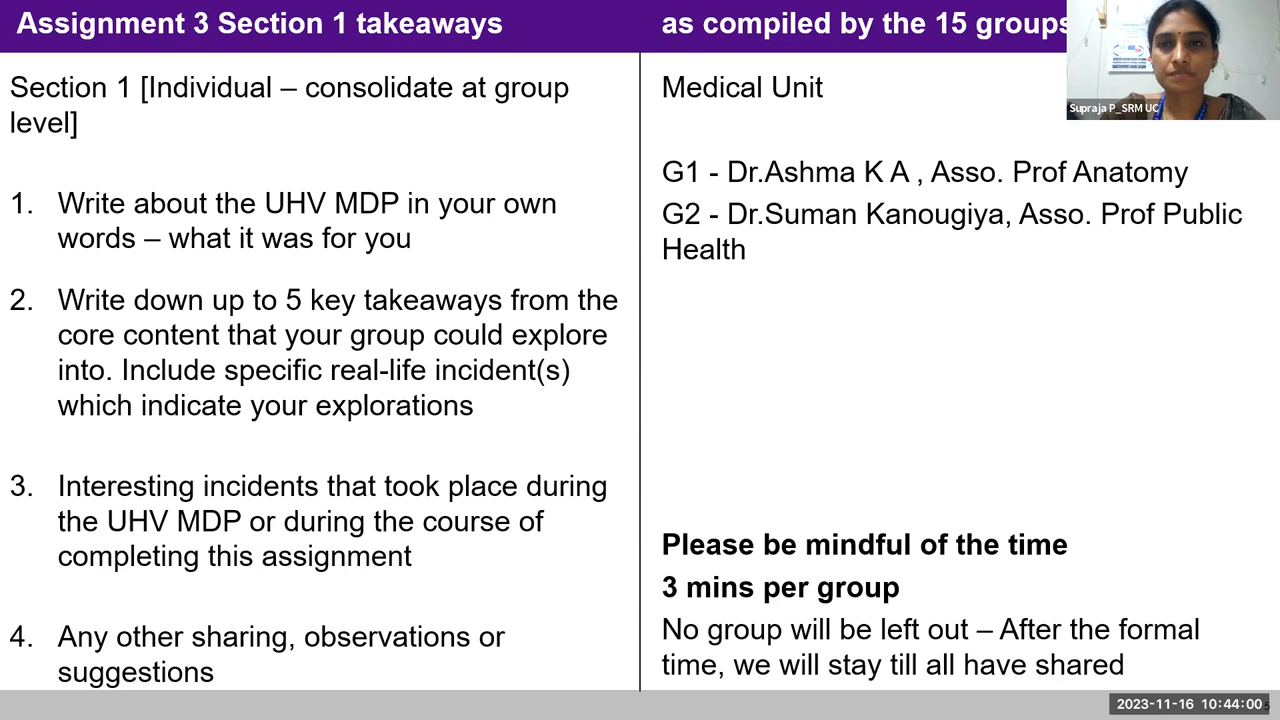 Assignment 3 Section 1 takeaways
as compiled by the 15 groups
Section 1 [Individual – consolidate at group
level]
1. Write about the UHV MDP in your own
words – what it was for you
2. Write down up to 5 key takeaways from the
core content that your group could explore
into. Include specific real-life incident(s)
which indicate your explorations
3. Interesting incidents that took place during
the UHV MDP or during the course of
completing this assignment
4. Any other sharing, observations or
suggestions
Medical Unit
G1 - Dr.Ashma K A , Asso. Prof Anatomy
G2 - Dr.Suman Kanougiya, Asso. Prof Public
Health
Please be mindful of the time
3 mins per group
No group will be left out – After the formal
time, we will stay till all have shared
Supraja P_SRM UC
2023-11-16 10:44:00
5